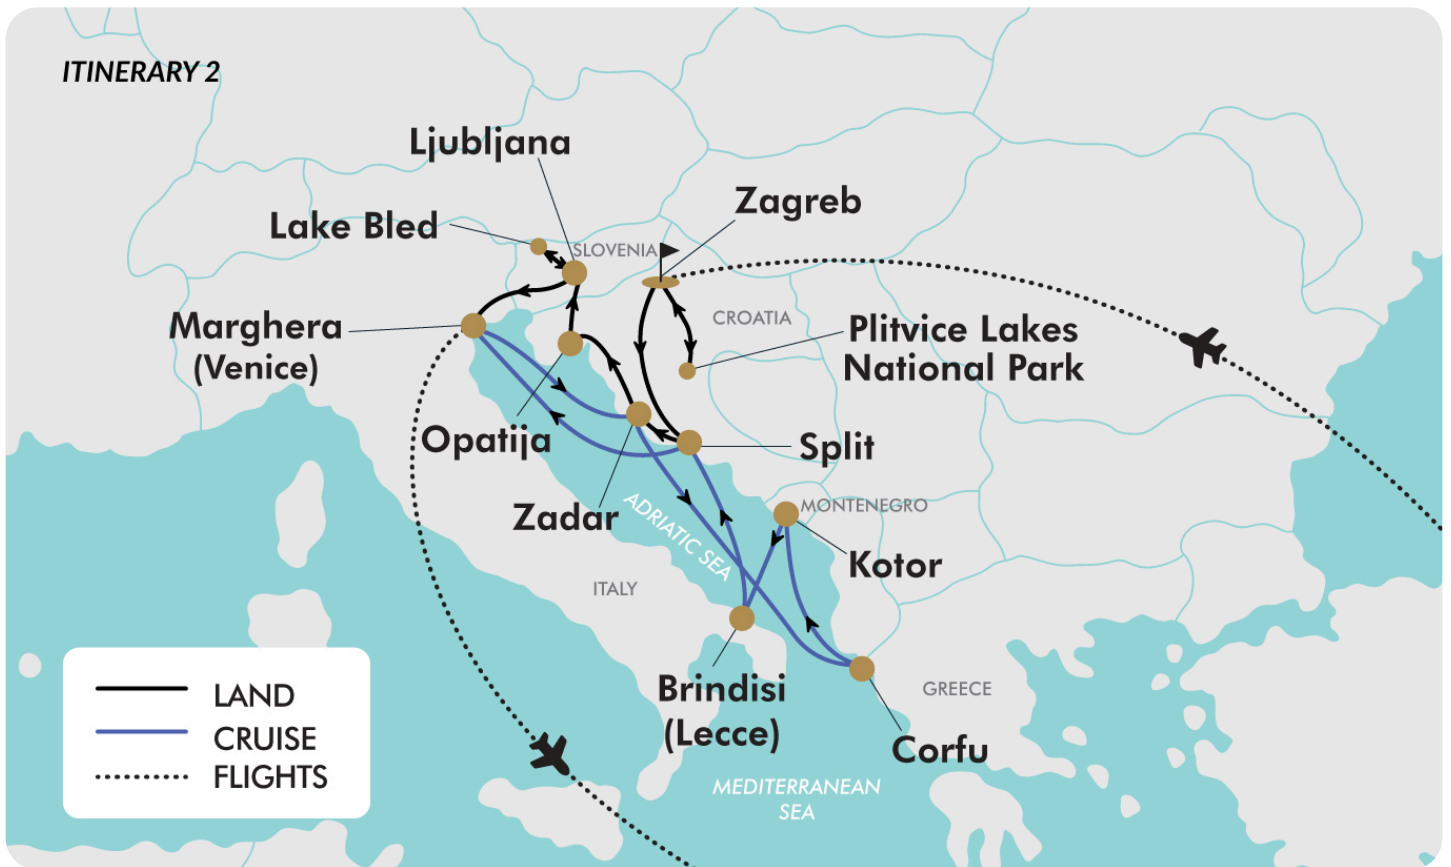 ITINERARY 2
Ljubljana
Lake Bled
Zagreb
SLOVENIA
CROATIA
Marghera
(Venice)
Plitvice Lakes
National Park
Opatija
Split
Zadar
ADRIATIC SEA
MONTENEGRO
Kotor
ITALY
Brindisi
(Lecce)
GREECE
Corfu
MEDITERRANEAN
SEA
LAND
CRUISE
FLIGHTS